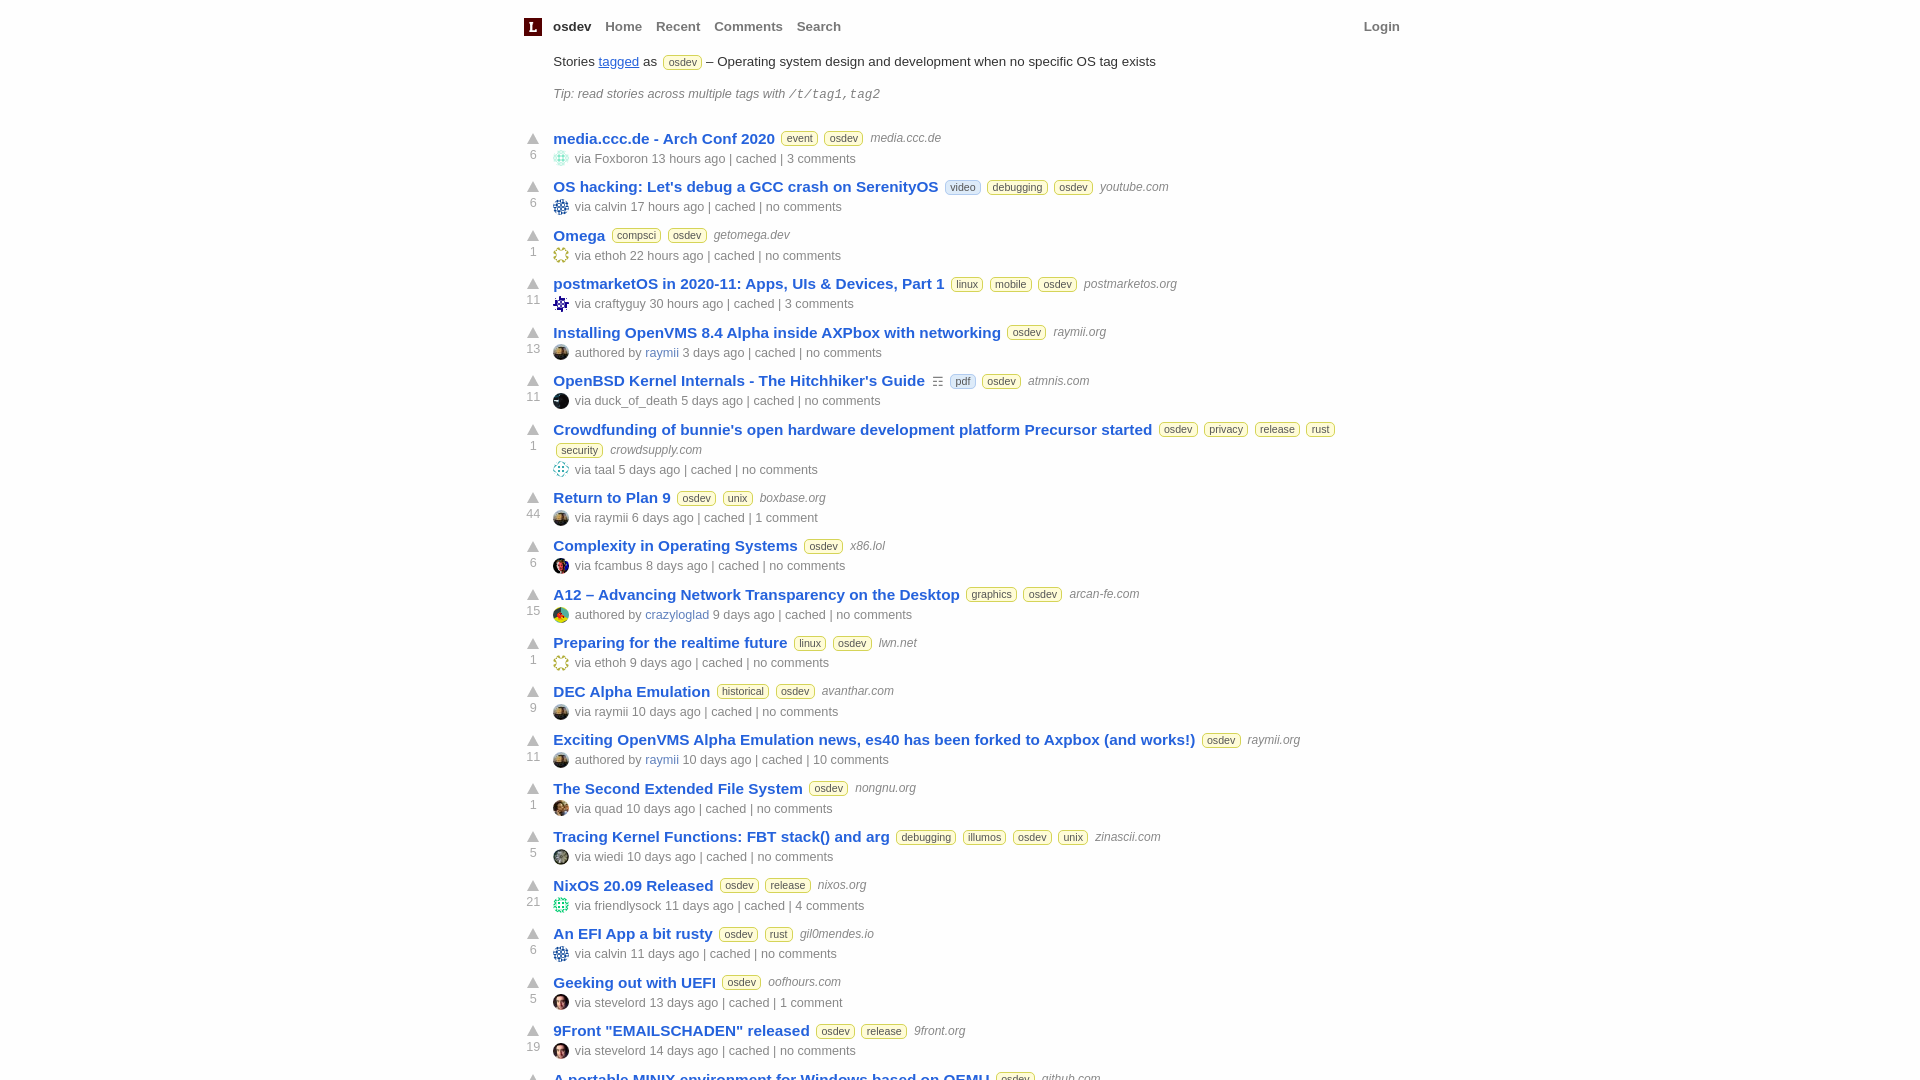 L osdev Home Recent Comments Search Login
Stories tagged as osdev – Operating system design and development when no specific OS tag exists
Tip: read stories across multiple tags with /t/tag1,tag2
media.ccc.de - Arch Conf 2020 event osdev media.ccc.de
6
via Foxboron 13 hours ago | cached | 3 comments
OS hacking: Let's debug a GCC crash on SerenityOS video debugging osdev youtube.com
6
via calvin 17 hours ago | cached | no comments
Omega compsci osdev getomega.dev
1
via ethoh 22 hours ago | cached | no comments
postmarketOS in 2020-11: Apps, UIs & Devices, Part 1 linux mobile osdev postmarketos.org
11
via craftyguy 30 hours ago | cached | 3 comments
Installing OpenVMS 8.4 Alpha inside AXPbox with networking osdev raymii.org
13
authored by raymii 3 days ago | cached | no comments
OpenBSD Kernel Internals - The Hitchhiker's Guide ☶ pdf osdev atmnis.com
11
via duck_of_death 5 days ago | cached | no comments
Crowdfunding of bunnie's open hardware development platform Precursor started osdev privacy release rust
1
security crowdsupply.com
via taal 5 days ago | cached | no comments
Return to Plan 9 osdev unix boxbase.org
44
via raymii 6 days ago | cached | 1 comment
Complexity in Operating Systems osdev x86.lol
6
via fcambus 8 days ago | cached | no comments
A12 – Advancing Network Transparency on the Desktop graphics osdev arcan-fe.com
15
authored by crazyloglad 9 days ago | cached | no comments
Preparing for the realtime future linux osdev lwn.net
1
via ethoh 9 days ago | cached | no comments
DEC Alpha Emulation historical osdev avanthar.com
9
via raymii 10 days ago | cached | no comments
Exciting OpenVMS Alpha Emulation news, es40 has been forked to Axpbox (and works!) osdev raymii.org
11
authored by raymii 10 days ago | cached | 10 comments
The Second Extended File System osdev nongnu.org
1
via quad 10 days ago | cached | no comments
Tracing Kernel Functions: FBT stack() and arg debugging illumos osdev unix zinascii.com
5
via wiedi 10 days ago | cached | no comments
NixOS 20.09 Released osdev release nixos.org
21
via friendlysock 11 days ago | cached | 4 comments
An EFI App a bit rusty osdev rust gil0mendes.io
6
via calvin 11 days ago | cached | no comments
Geeking out with UEFI osdev oofhours.com
5
via stevelord 13 days ago | cached | 1 comment
9Front "EMAILSCHADEN" released osdev release 9front.org
19
via stevelord 14 days ago | cached | no comments
A portable MINIX environment for Windows based on QEMU osdev github.com